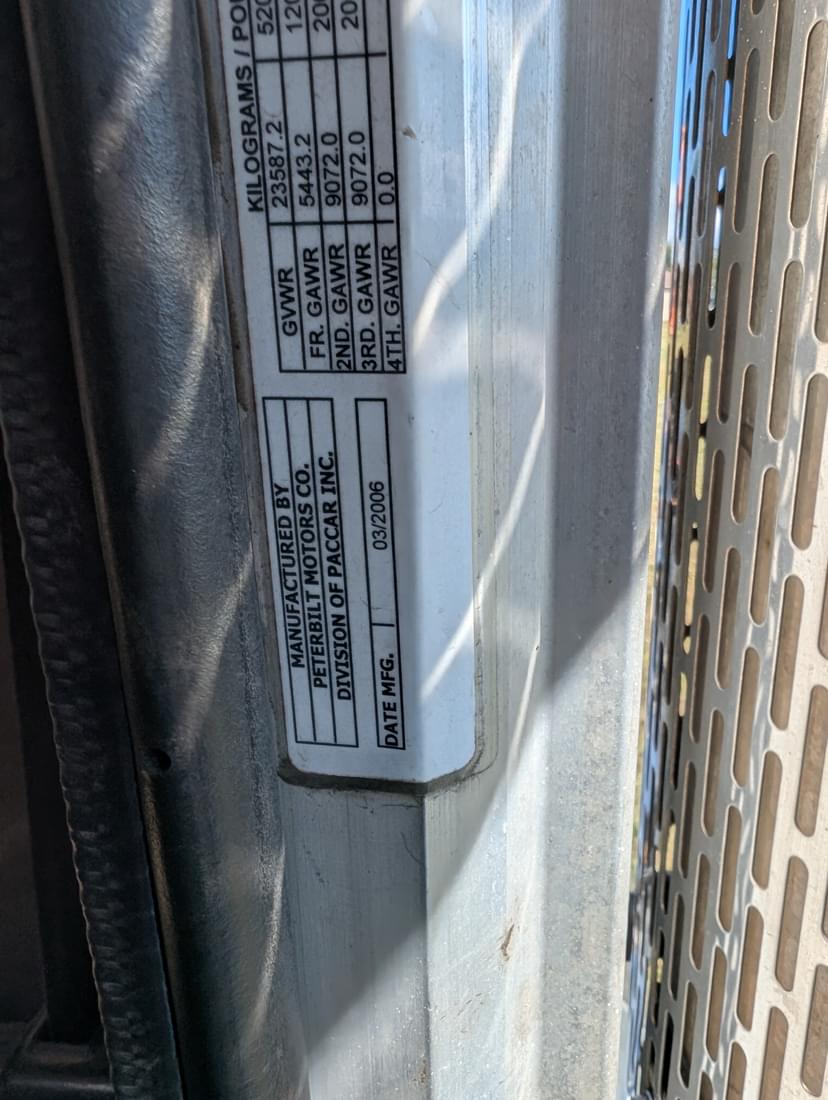 MANUFACTURED BY
PETERBILT MOTORS CO.
DIVISION OF PACCAR INC.
DATE MFG. 03/2006
KILOGRAMS /
GVWR 23587.2
FR. GAWR 5443.2
2ND. GAWR 9072.0
3RD. GAWR 9072.0
4TH. GAWR 0.0